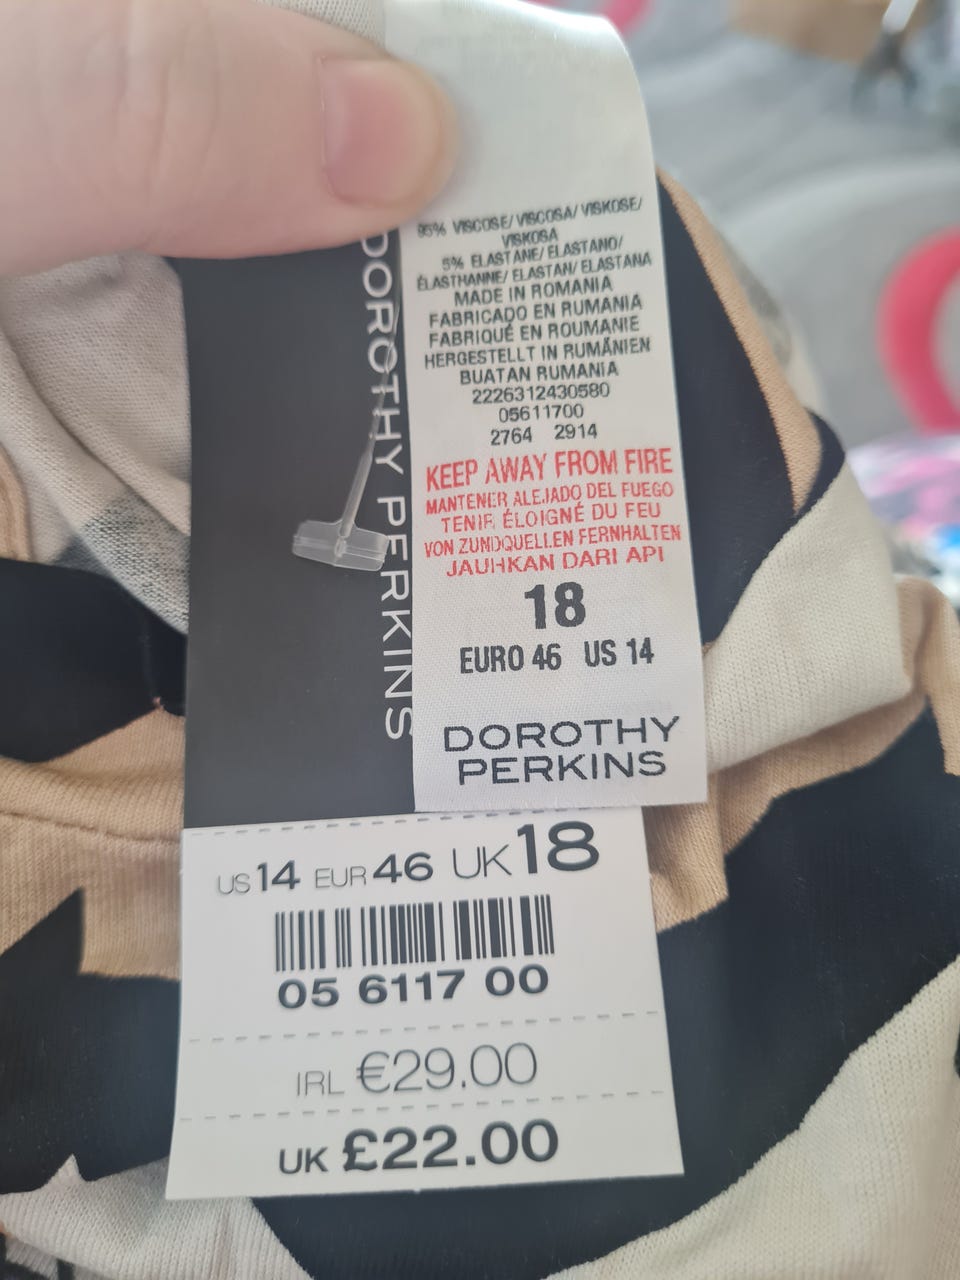 95% VISCOSE/ VISCOSA/ VISKOSE/
VISKOSA
5% ELASTANE/ ELASTANO/
ÉLASTHANNE/ ELASTAN/ ELASTANA
MADE IN ROMANIA
FABRICADO EN RUMANIA
FABRIQUÉ EN ROUMANIE
HERGESTELLT IN RUMÄNIEN
BUATAN RUMANIA
2226312430580
05611700
2764 2914
KEEP AWAY FROM FIRE
MANTENER ALEJADO DEL FUEGO
TENIR ÉLOIGNÉ DU FEU
VON ZUNDQUELLEN FERNHALTEN
JAUHKAN DARI API
18
EURO 46 US 14
DOROTHY
PERKINS
DOROTHY PERKINS
US 14 EUR 46 UK 18
05 6117 00
IRL €29.00
UK £22.00